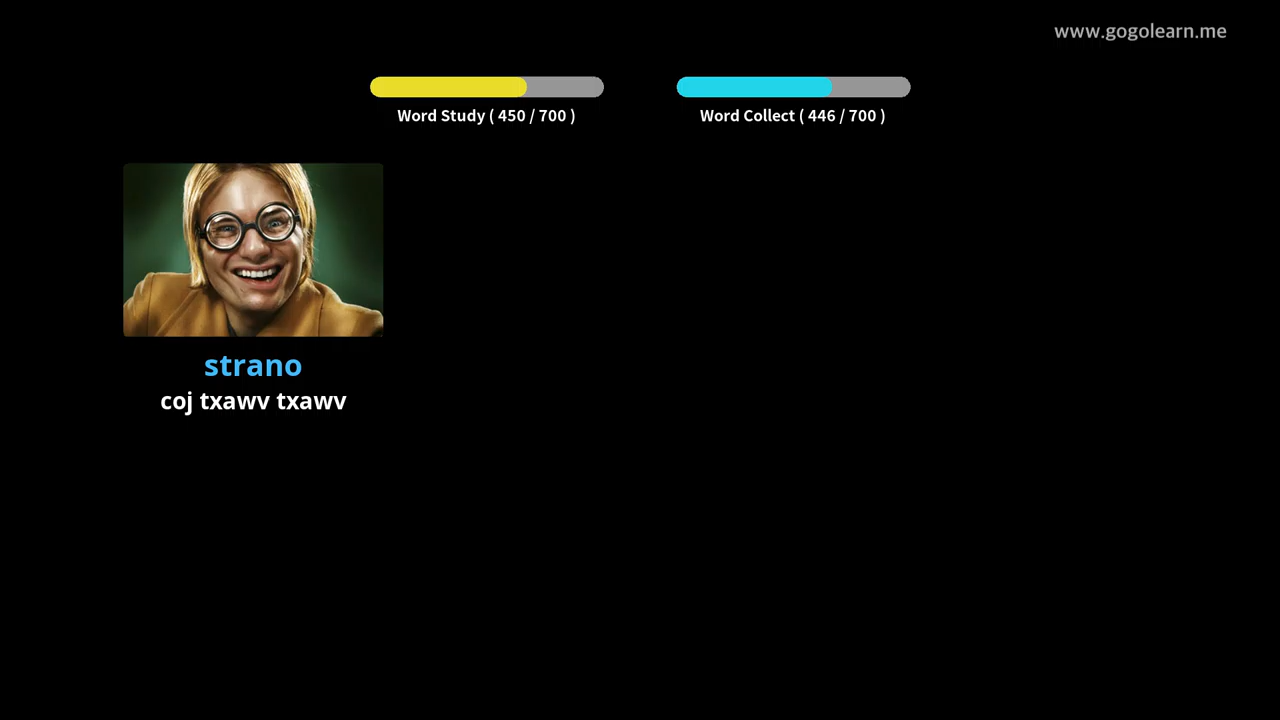 www.gogolearn.me
Word Study ( 450 / 700 )
Word Collect ( 446 / 700 )
strano
coj txawv txawv